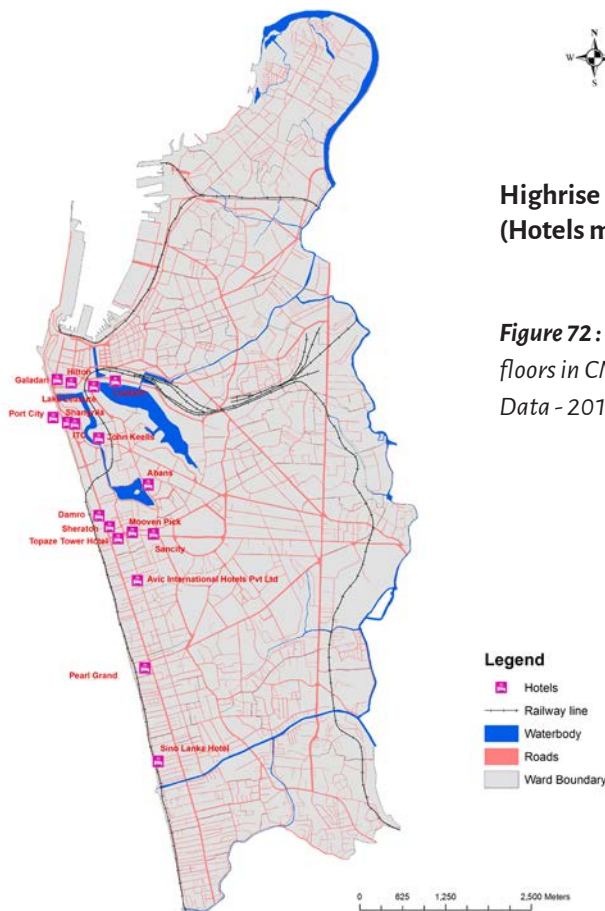 N
W
S
Highrise
(Hotels m
Figure 72 :
floors in CM
Data - 201
Hilton
Galadari
Port City
Shangrila
ITC
John Keells
Abans
Damro
Mooven Pick
Sheraton
Topaze Tower Hotel
Sancity
Avic International Hotels Pvt Ltd
Pearl Grand
Sino Lanka Hotel
Legend
Hotels
Railway line
Waterbody
Roads
Ward Boundary
0 625 1,250 2,500 Meters